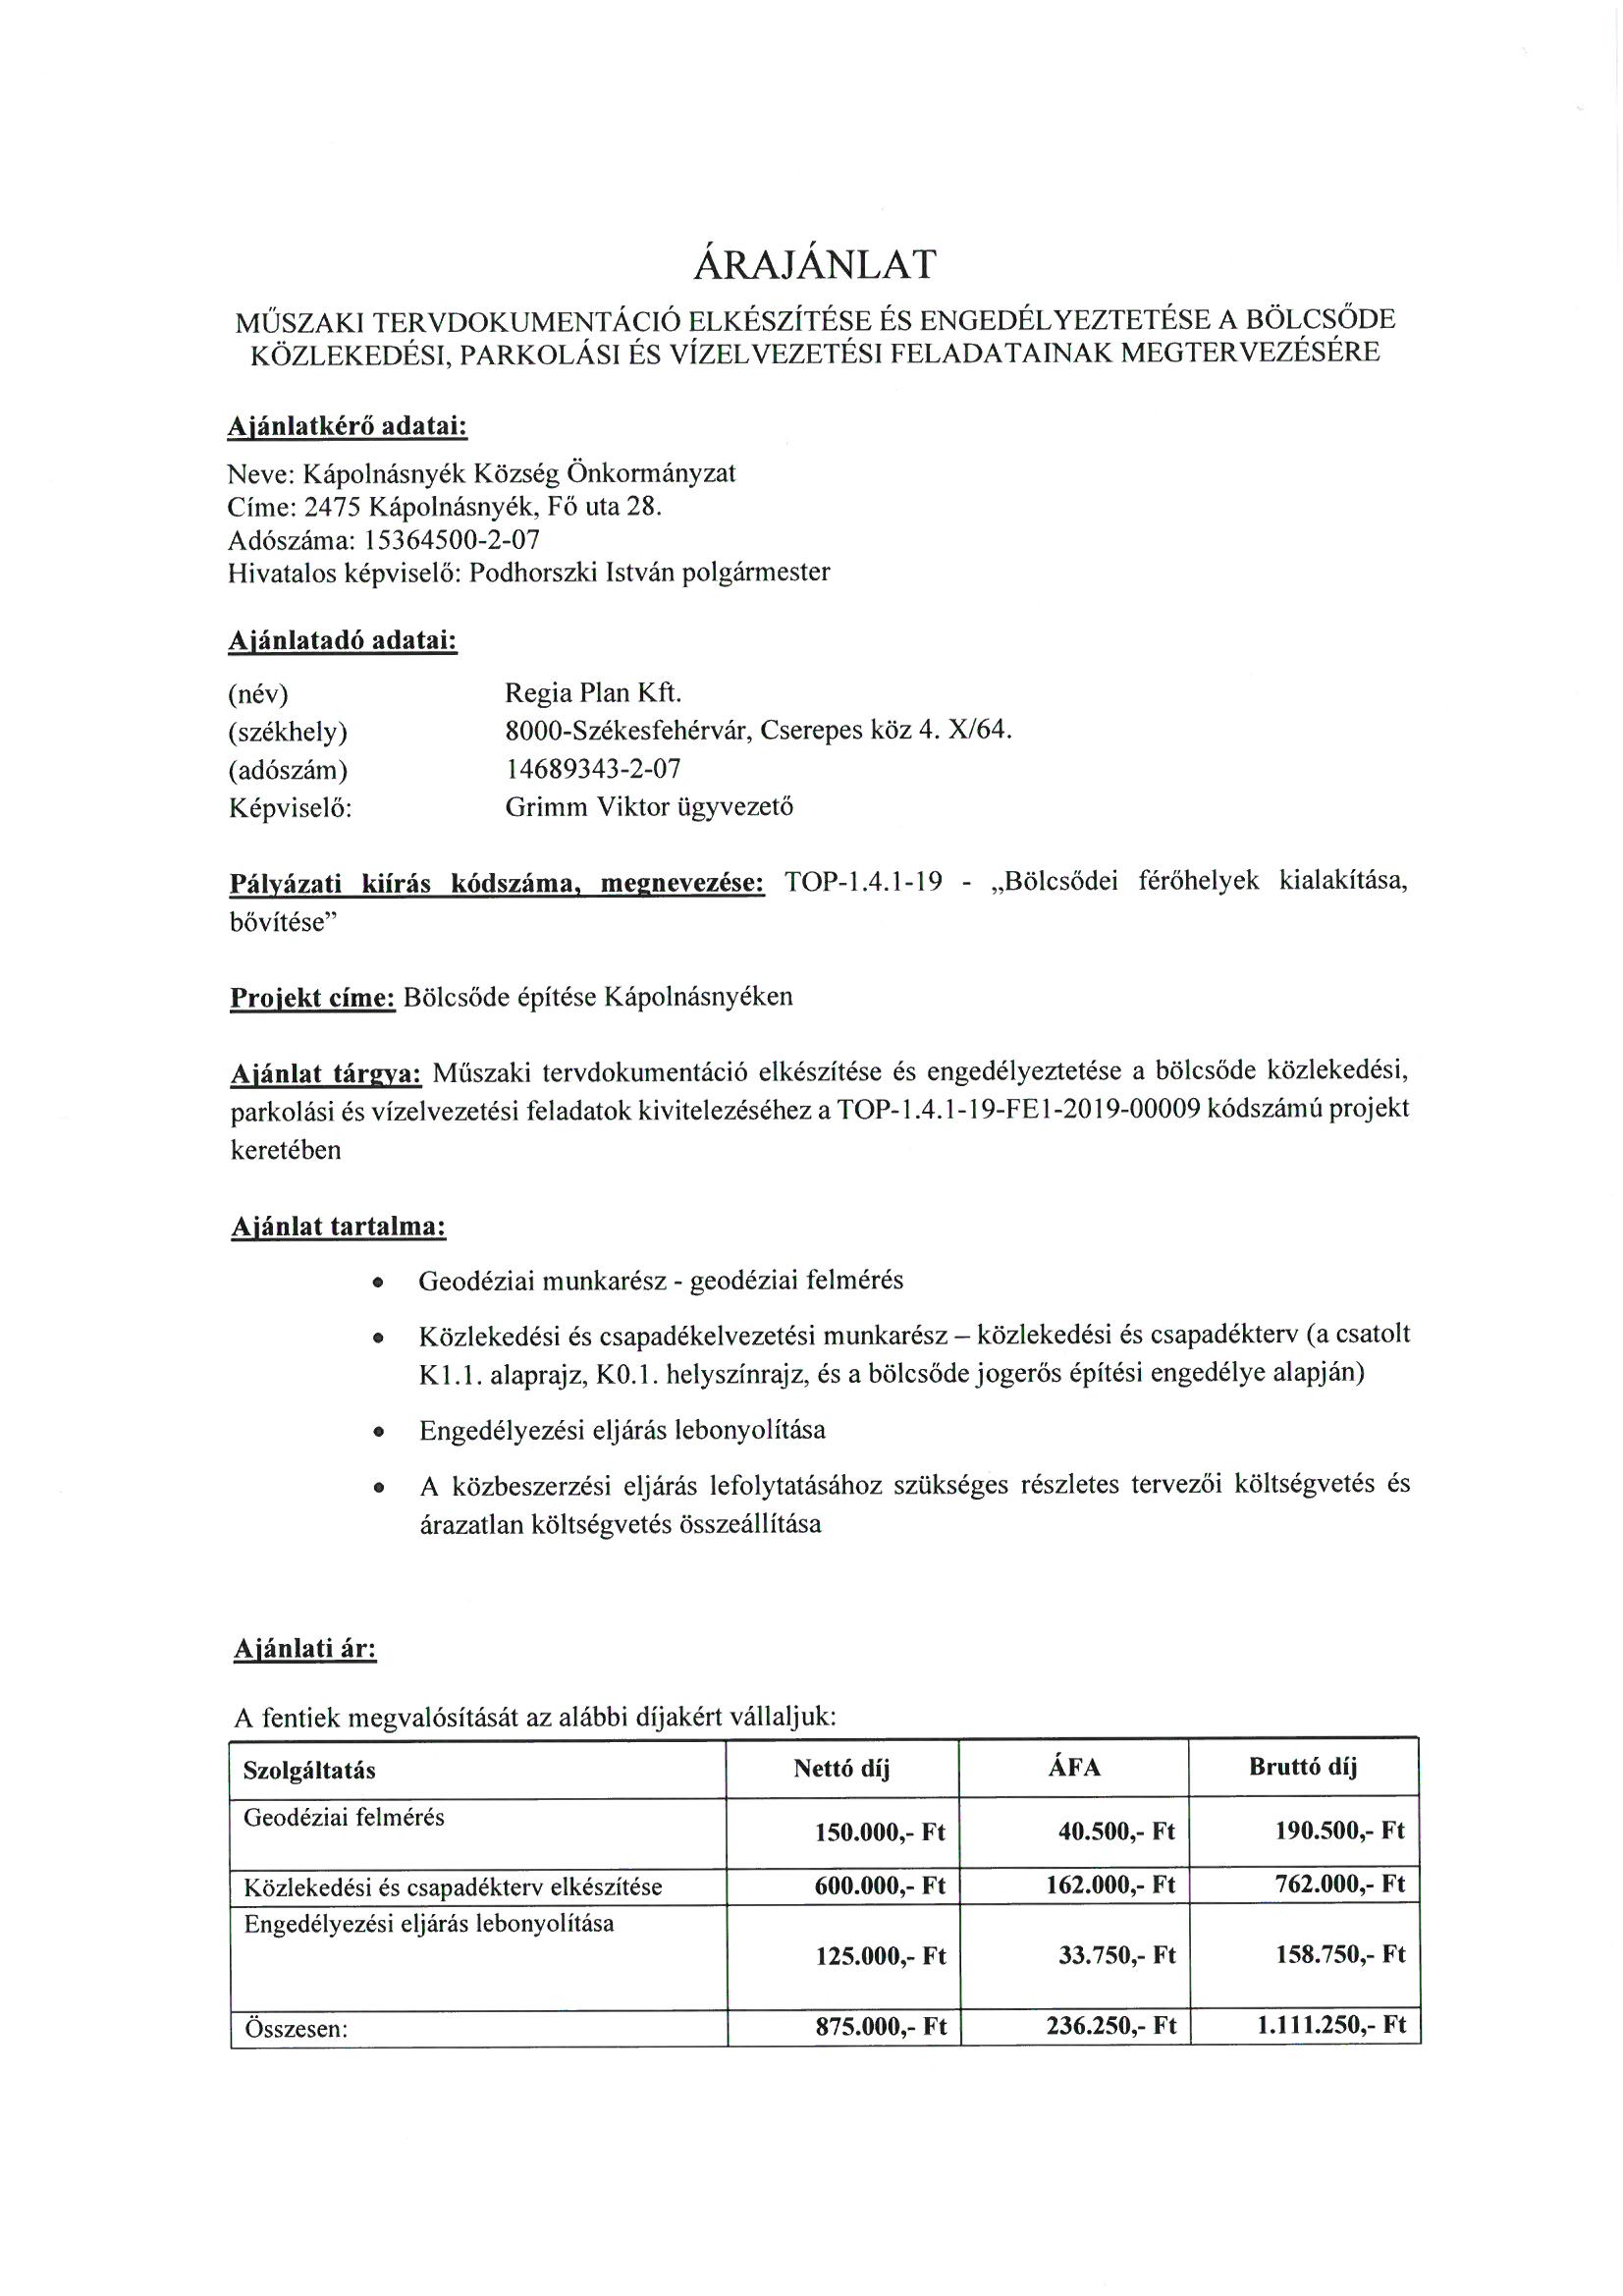 ÁRAJÁNLAT
MŰSZAKI TERVDOKUMENTÁCIÓ ELKÉSZÍTÉSE ÉS ENGEDÉLYEZTETÉSE A BÖLCSŐDE
KÖZLEKEDÉSI, PARKOLÁSI ÉS VÍZELVEZETÉSI FELADATAINAK MEGTERVEZÉSÉRE
Ajánlatkérő adatai:
Neve: Kápolnásnyék Község Önkormányzat
Címe: 2475 Kápolnásnyék, Fő uta 28.
Adószáma: 15364500-2-07
Hivatalos képviselő: Podhorszki István polgármester
Ajánlatadó adatai:
(név) Regia Plan Kft.
(székhely) 8000-Székesfehérvár, Cserepes köz 4. X/64.
(adószám) 14689343-2-07
Képviselő: Grimm Viktor ügyvezető
Pályázati kiírás kódszáma, megnevezése: TOP-1.4.1-19 - „Bölcsődei férőhelyek kialakítása,
bővítése”
Projekt címe: Bölcsőde építése Kápolnásnyéken
Ajánlat tárgya: Műszaki tervdokumentáció elkészítése és engedélyeztetése a bölcsőde közlekedési,
parkolási és vízelvezetési feladatok kivitelezéséhez a TOP-1.4.1-19-FE1-2019-00009 kódszámú projekt
keretében
Ajánlat tartalma:
• Geodéziai munkarész - geodéziai felmérés
• Közlekedési és csapadékelvezetési munkarész – közlekedési és csapadékterv (a csatolt
K1.1. alaprajz, K0.1. helyszínrajz, és a bölcsőde jogerős építési engedélye alapján)
• Engedélyezési eljárás lebonyolítása
• A közbeszerzési eljárás lefolytatásához szükséges részletes tervezői költségvetés és
árazatlan költségvetés összeállítása
Ajánlati ár:
A fentiek megvalósítását az alábbi díjakért vállaljuk:
Szolgáltatás Nettó díj ÁFA Bruttó díj
Geodéziai felmérés 150.000,- Ft 40.500,- Ft 190.500,- Ft
Közlekedési és csapadékterv elkészítése 600.000,- Ft 162.000,- Ft 762.000,- Ft
Engedélyezési eljárás lebonyolítása 125.000,- Ft 33.750,- Ft 158.750,- Ft
Összesen: 875.000,- Ft 236.250,- Ft 1.111.250,- Ft